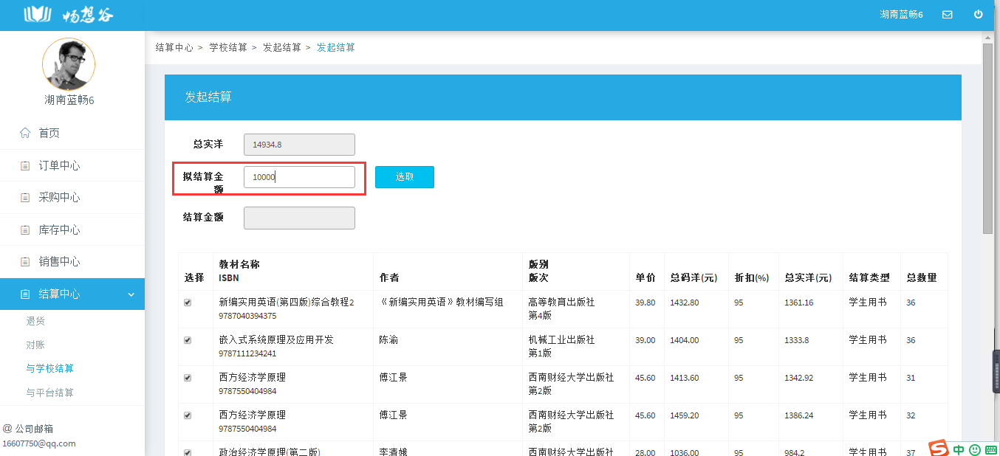 畅想谷
湖南蓝畅6
湖南蓝畅6
首页
订单中心
采购中心
库存中心
销售中心
结算中心
退货
对账
与学校结算
与平台结算
@ 公司邮箱
16607750@qq.com
结算中心 > 学校结算 > 发起结算 > 发起结算
发起结算
总实洋 14934.8
拟结算金额 10000 选取
结算金额
选择 教材名称 ISBN 作者 版别 版次 单价 总码洋(元) 折扣(%) 总实洋(元) 结算类型 总数量
新编实用英语(第四版)综合教程2 《新编实用英语》教材编写组 高等教育出版社 39.80 1432.80 95 1361.16 学生用书 36
9787040394375 第4版
嵌入式系统原理及应用开发 陈渝 机械工业出版社 39.00 1404.00 95 1333.8 学生用书 36
9787111234241 第1版
西方经济学原理 傅江景 西南财经大学出版社 45.60 1413.60 95 1342.92 学生用书 31
9787550404984 第2版
西方经济学原理 傅江景 西南财经大学出版社 45.60 1459.20 95 1386.24 学生用书 32
9787550404984 第2版
政治经济学原理(第二版) 李清娥 西南财经大学出版社 28.00 1036.00 95 984.2 学生用书 37
中